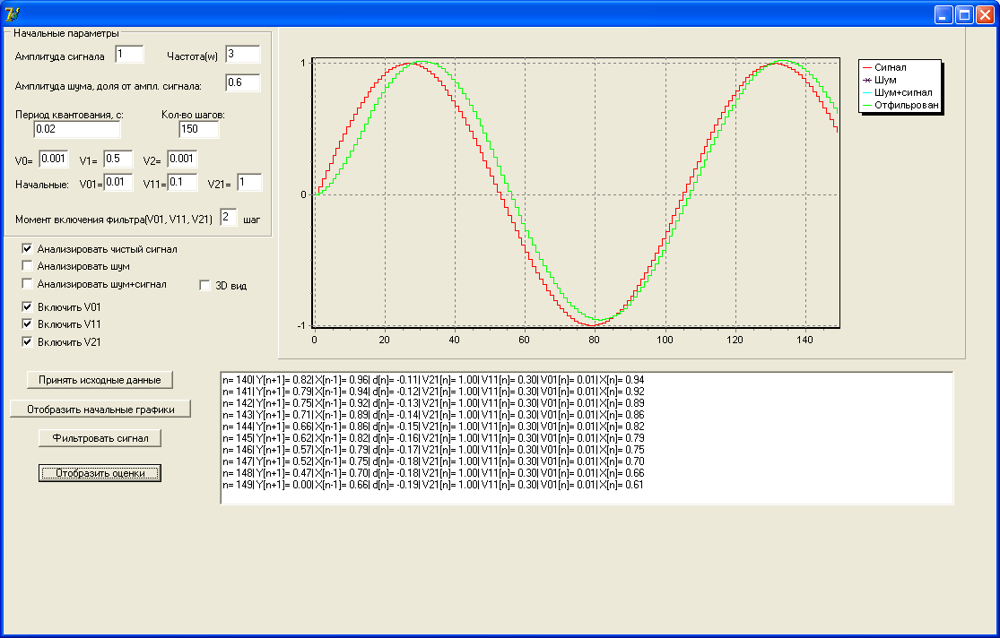 Начальные параметры
Амплитуда сигнала 1 Частота(w) 3
Амплитуда шума, доля от ампл. сигнала: 0.6
Период квантования, с: Кол-во шагов:
0.02 150
V0= 0.001 V1= 0.5 V2= 0.001
Начальные: V01= 0.01 V11= 0.1 V21= 1
Момент включения фильтра(V01, V11, V21) 2 шаг
Анализировать чистый сигнал
Анализировать шум
Анализировать шум+сигнал 3D вид
Включить V01
Включить V11
Включить V21
1
0
-1
0 20 40 60 80 100 120 140
Сигнал
Шум
Шум+сигнал
Отфильрован
Принять исходные данные
Отобразить начальные графики
Фильтровать сигнал
Отобразить оценки
n= 140| Y[n+1]= 0.82| X[n-1]= 0.96| d[n]= -0.11| V21[n]= 1.00| V11[n]= 0.30| V01[n]= 0.01| X[n]= 0.94
n= 141| Y[n+1]= 0.79| X[n-1]= 0.94| d[n]= -0.12| V21[n]= 1.00| V11[n]= 0.30| V01[n]= 0.01| X[n]= 0.92
n= 142| Y[n+1]= 0.75| X[n-1]= 0.92| d[n]= -0.13| V21[n]= 1.00| V11[n]= 0.30| V01[n]= 0.01| X[n]= 0.89
n= 143| Y[n+1]= 0.71| X[n-1]= 0.89| d[n]= -0.14| V21[n]= 1.00| V11[n]= 0.30| V01[n]= 0.01| X[n]= 0.86
n= 144| Y[n+1]= 0.66| X[n-1]= 0.86| d[n]= -0.15| V21[n]= 1.00| V11[n]= 0.30| V01[n]= 0.01| X[n]= 0.82
n= 145| Y[n+1]= 0.62| X[n-1]= 0.82| d[n]= -0.16| V21[n]= 1.00| V11[n]= 0.30| V01[n]= 0.01| X[n]= 0.79
n= 146| Y[n+1]= 0.57| X[n-1]= 0.79| d[n]= -0.17| V21[n]= 1.00| V11[n]= 0.30| V01[n]= 0.01| X[n]= 0.75
n= 147| Y[n+1]= 0.52| X[n-1]= 0.75| d[n]= -0.18| V21[n]= 1.00| V11[n]= 0.30| V01[n]= 0.01| X[n]= 0.70
n= 148| Y[n+1]= 0.47| X[n-1]= 0.70| d[n]= -0.18| V21[n]= 1.00| V11[n]= 0.30| V01[n]= 0.01| X[n]= 0.66
n= 149| Y[n+1]= 0.00| X[n-1]= 0.66| d[n]= -0.19| V21[n]= 1.00| V11[n]= 0.30| V01[n]= 0.01| X[n]= 0.61